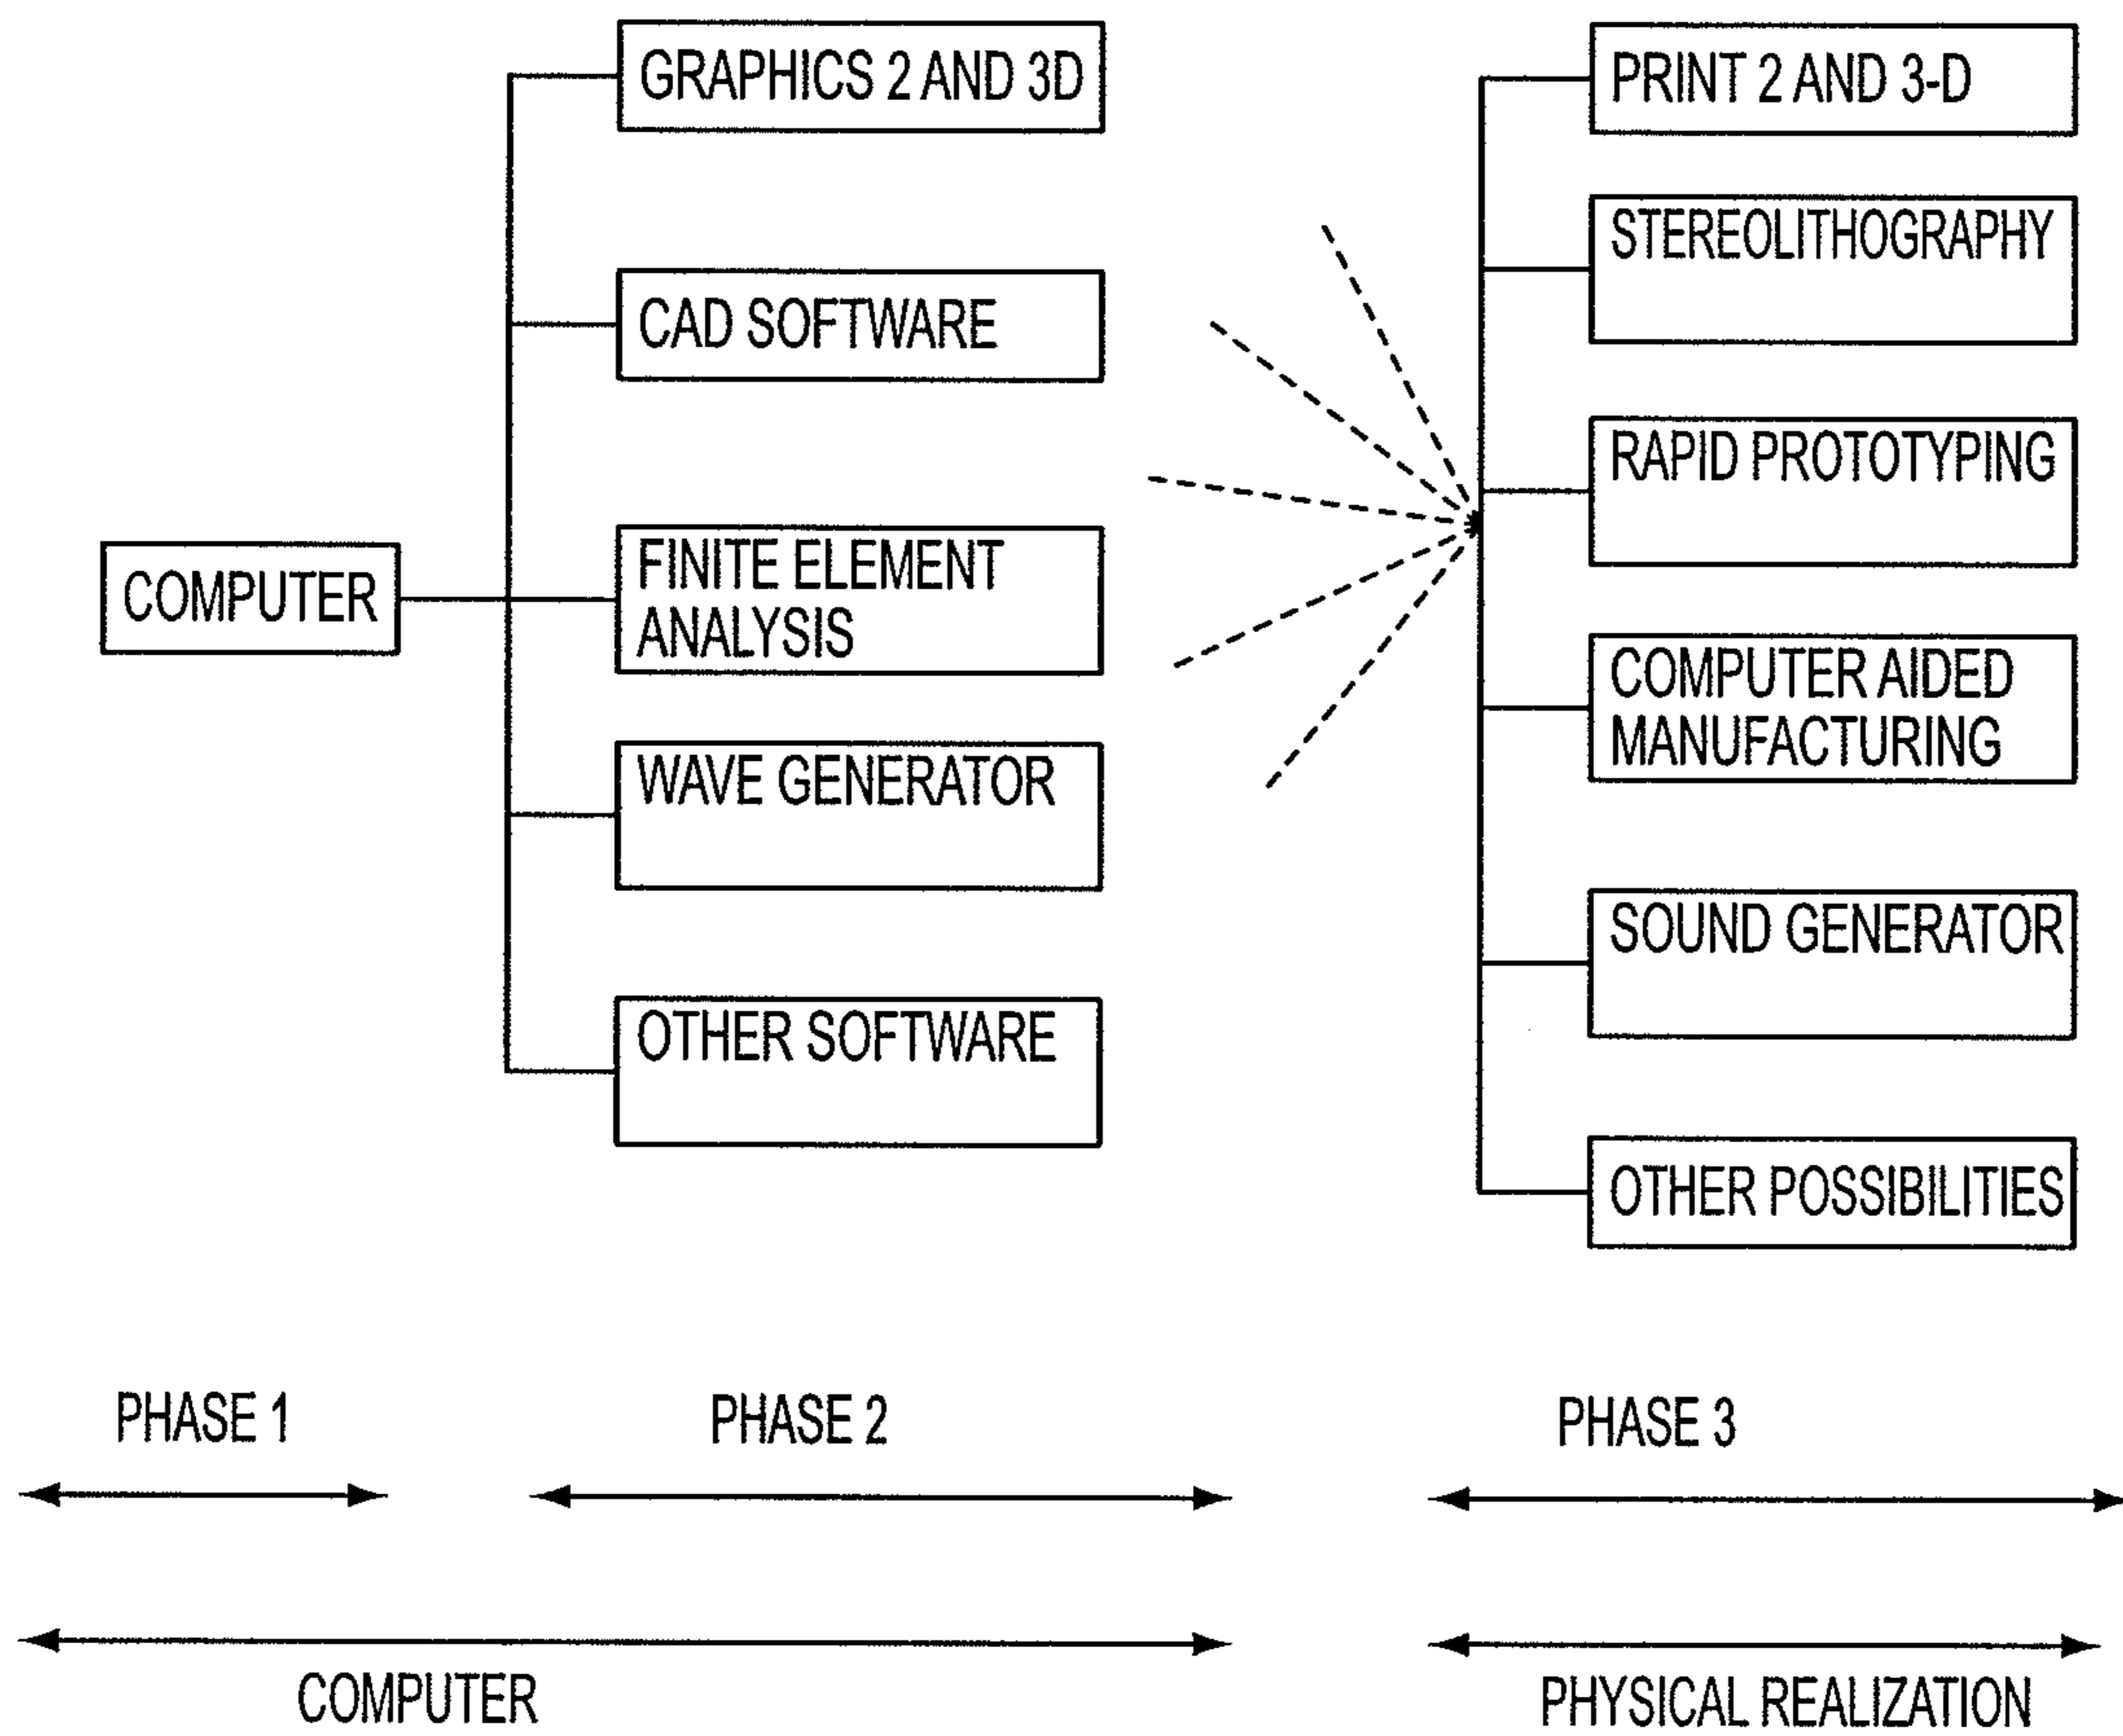 GRAPHICS 2 AND 3D
CAD SOFTWARE
COMPUTER
FINITE ELEMENT
ANALYSIS
WAVE GENERATOR
OTHER SOFTWARE
PRINT 2 AND 3-D
STEREOLITHOGRAPHY
RAPID PROTOTYPING
COMPUTER AIDED
MANUFACTURING
SOUND GENERATOR
OTHER POSSIBILITIES
PHASE 1
PHASE 2
PHASE 3
COMPUTER
PHYSICAL REALIZATION